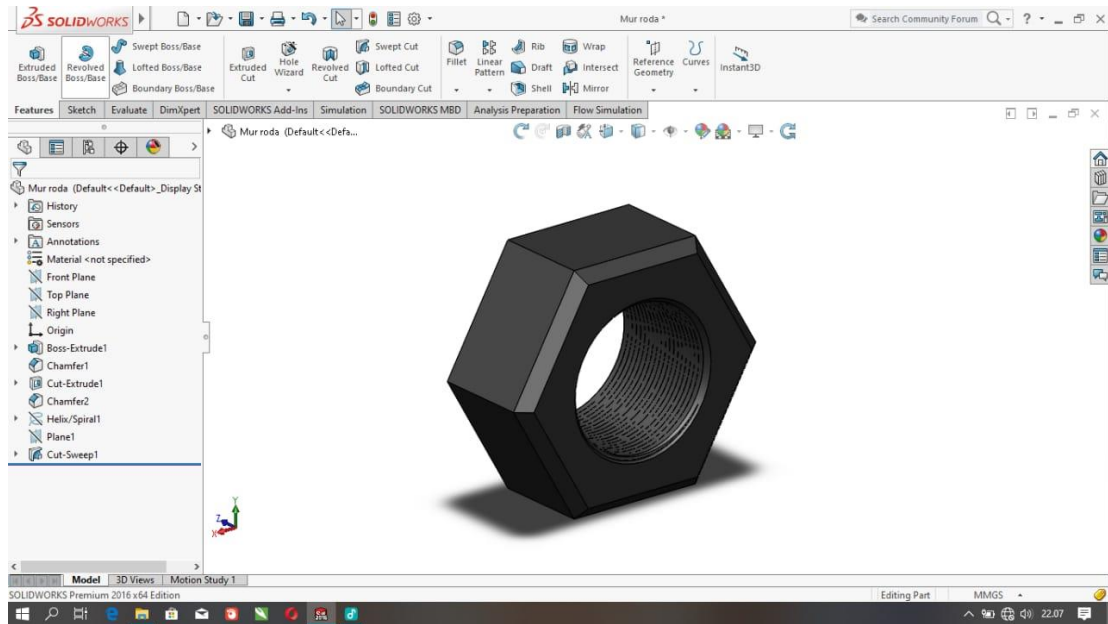 SOLIDWORKS
Mur roda *
Search Community Forum
Extruded Boss/Base
Revolved Boss/Base
Swept Boss/Base
Lofted Boss/Base
Boundary Boss/Base
Extruded Cut
Hole Wizard
Revolved Cut
Swept Cut
Lofted Cut
Boundary Cut
Fillet
Linear Pattern
Rib
Draft
Shell
Wrap
Intersect
Mirror
Reference Geometry
Curves
Instant3D
Features Sketch Evaluate DimXpert SOLIDWORKS Add-Ins Simulation SOLIDWORKS MBD Analysis Preparation Flow Simulation
Mur roda (Default<<Defa...
Mur roda (Default<<Default>_Display St
History
Sensors
Annotations
Material <not specified>
Front Plane
Top Plane
Right Plane
Origin
Boss-Extrude1
Chamfer1
Cut-Extrude1
Chamfer2
Helix/Spiral1
Plane1
Cut-Sweep1
Y
Z
X
Model 3D Views Motion Study 1
SOLIDWORKS Premium 2016 x64 Edition
Editing Part MMGS
22.07